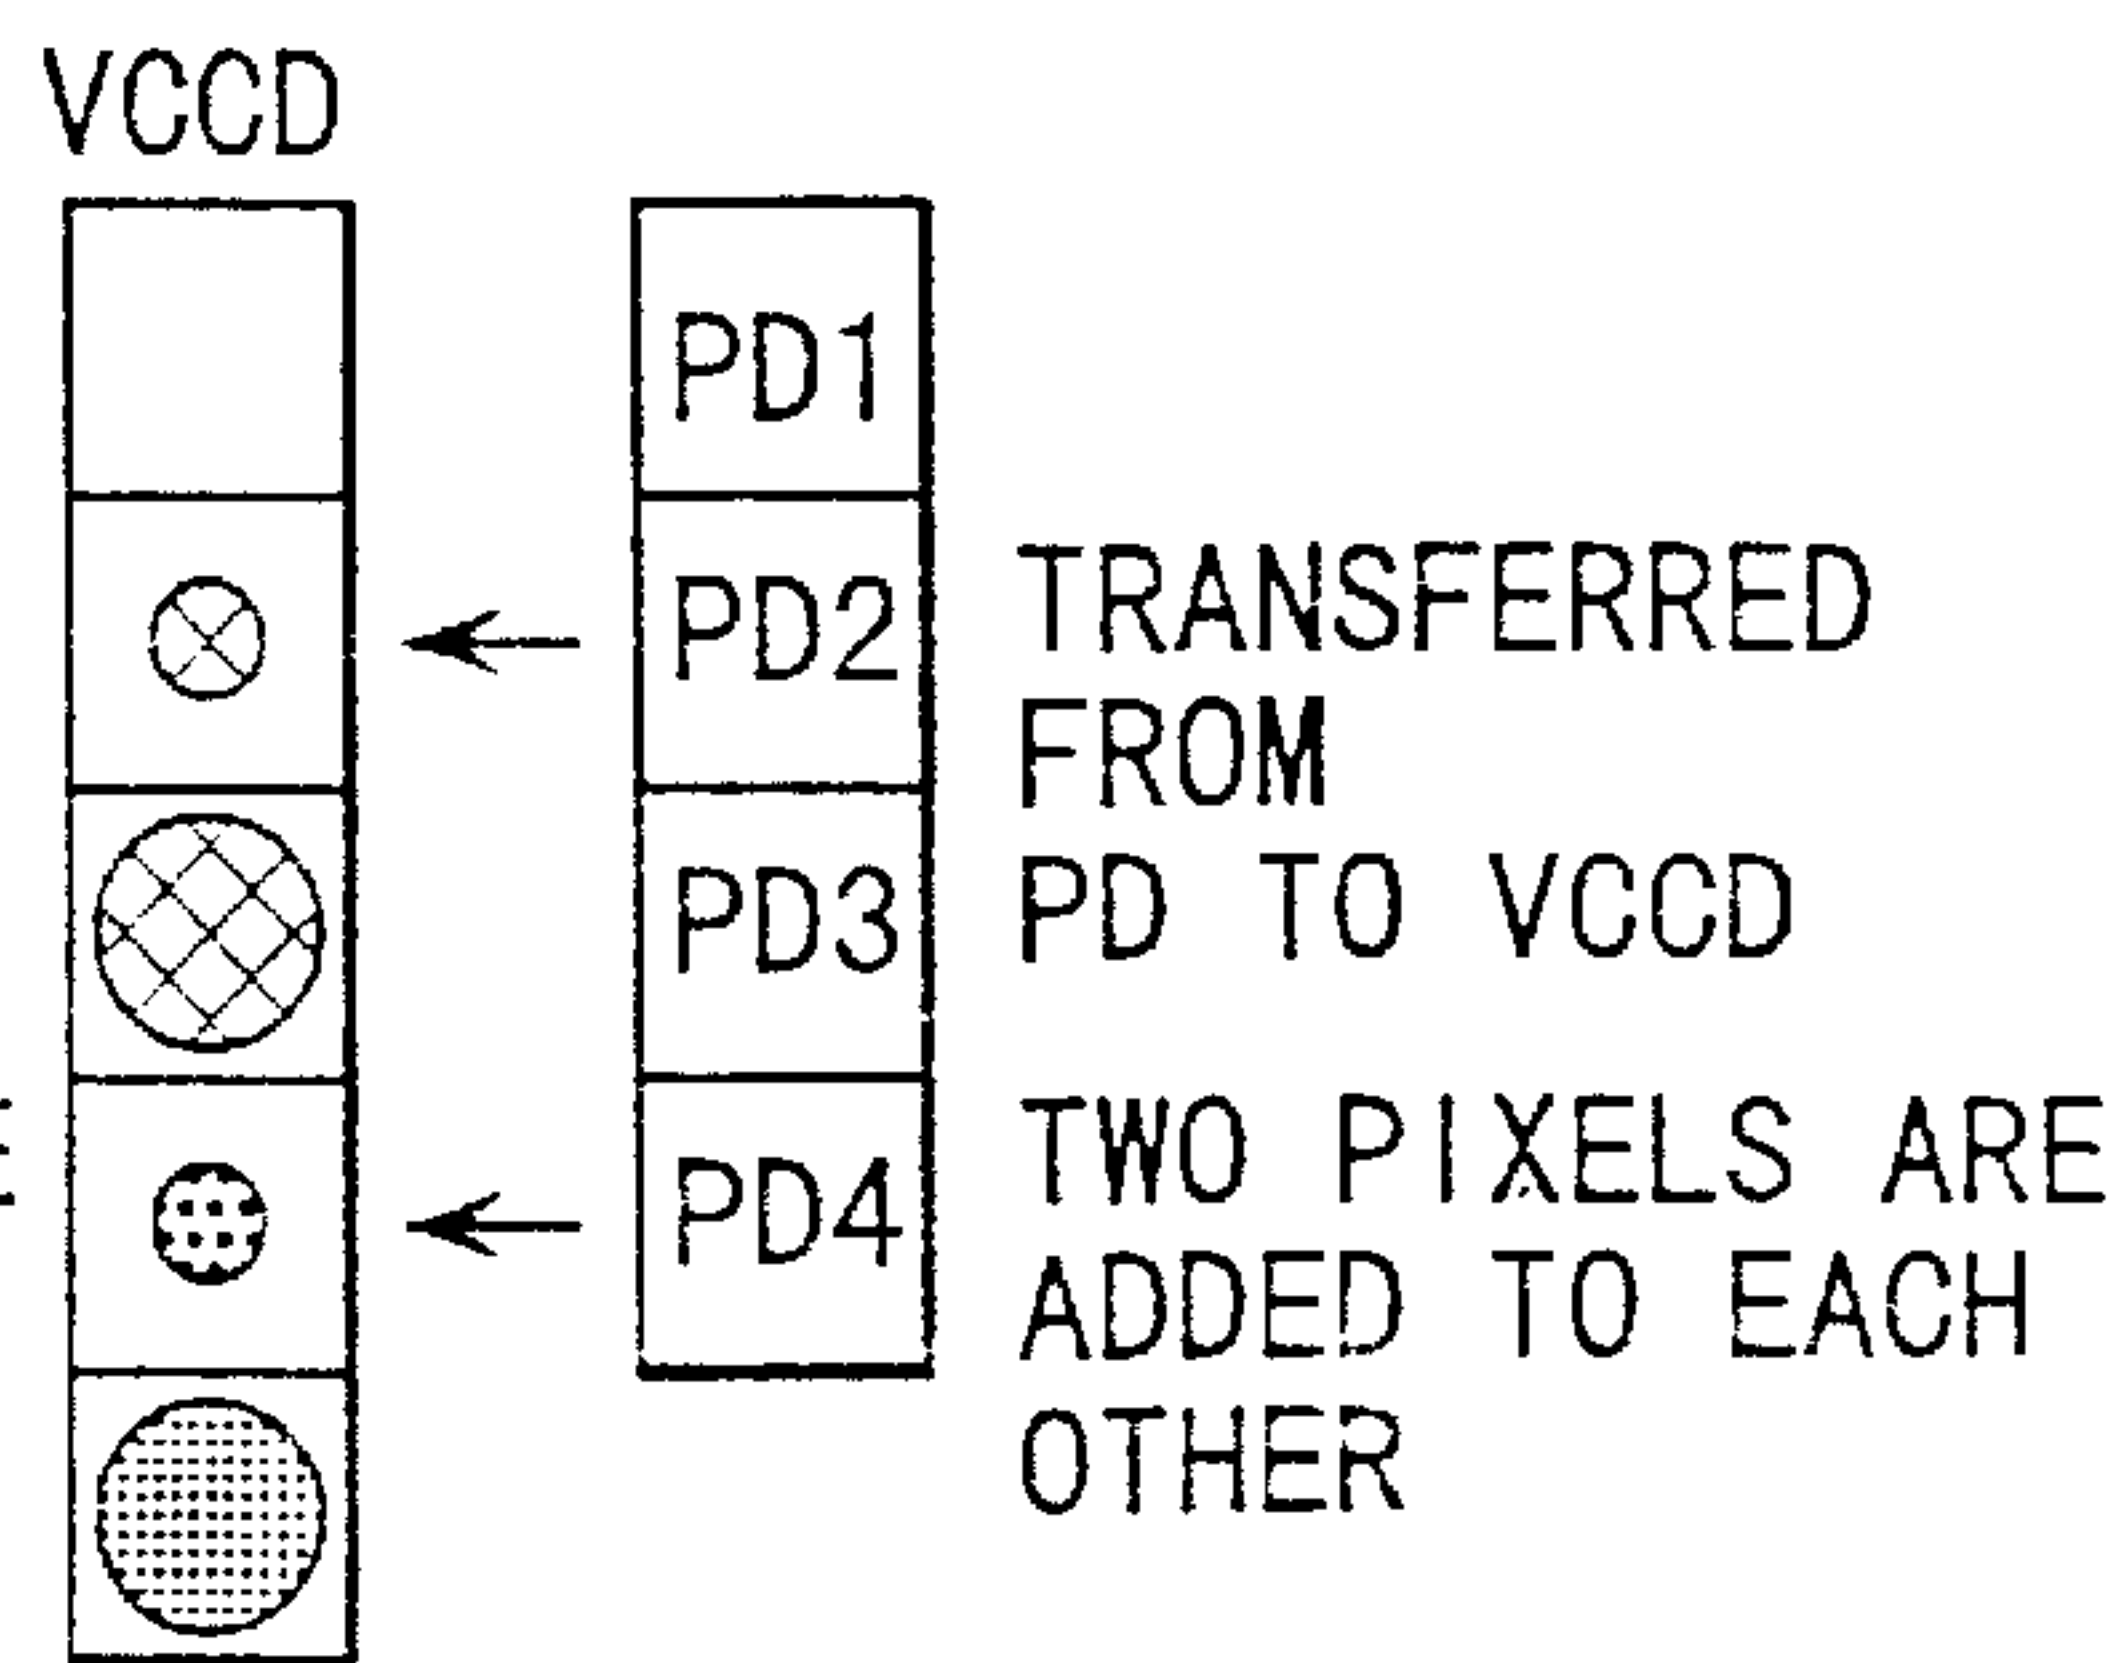 VCCD
PD1
PD2
PD3
PD4
TRANSFERRED
FROM
PD TO VCCD
TWO PIXELS ARE
ADDED TO EACH
OTHER